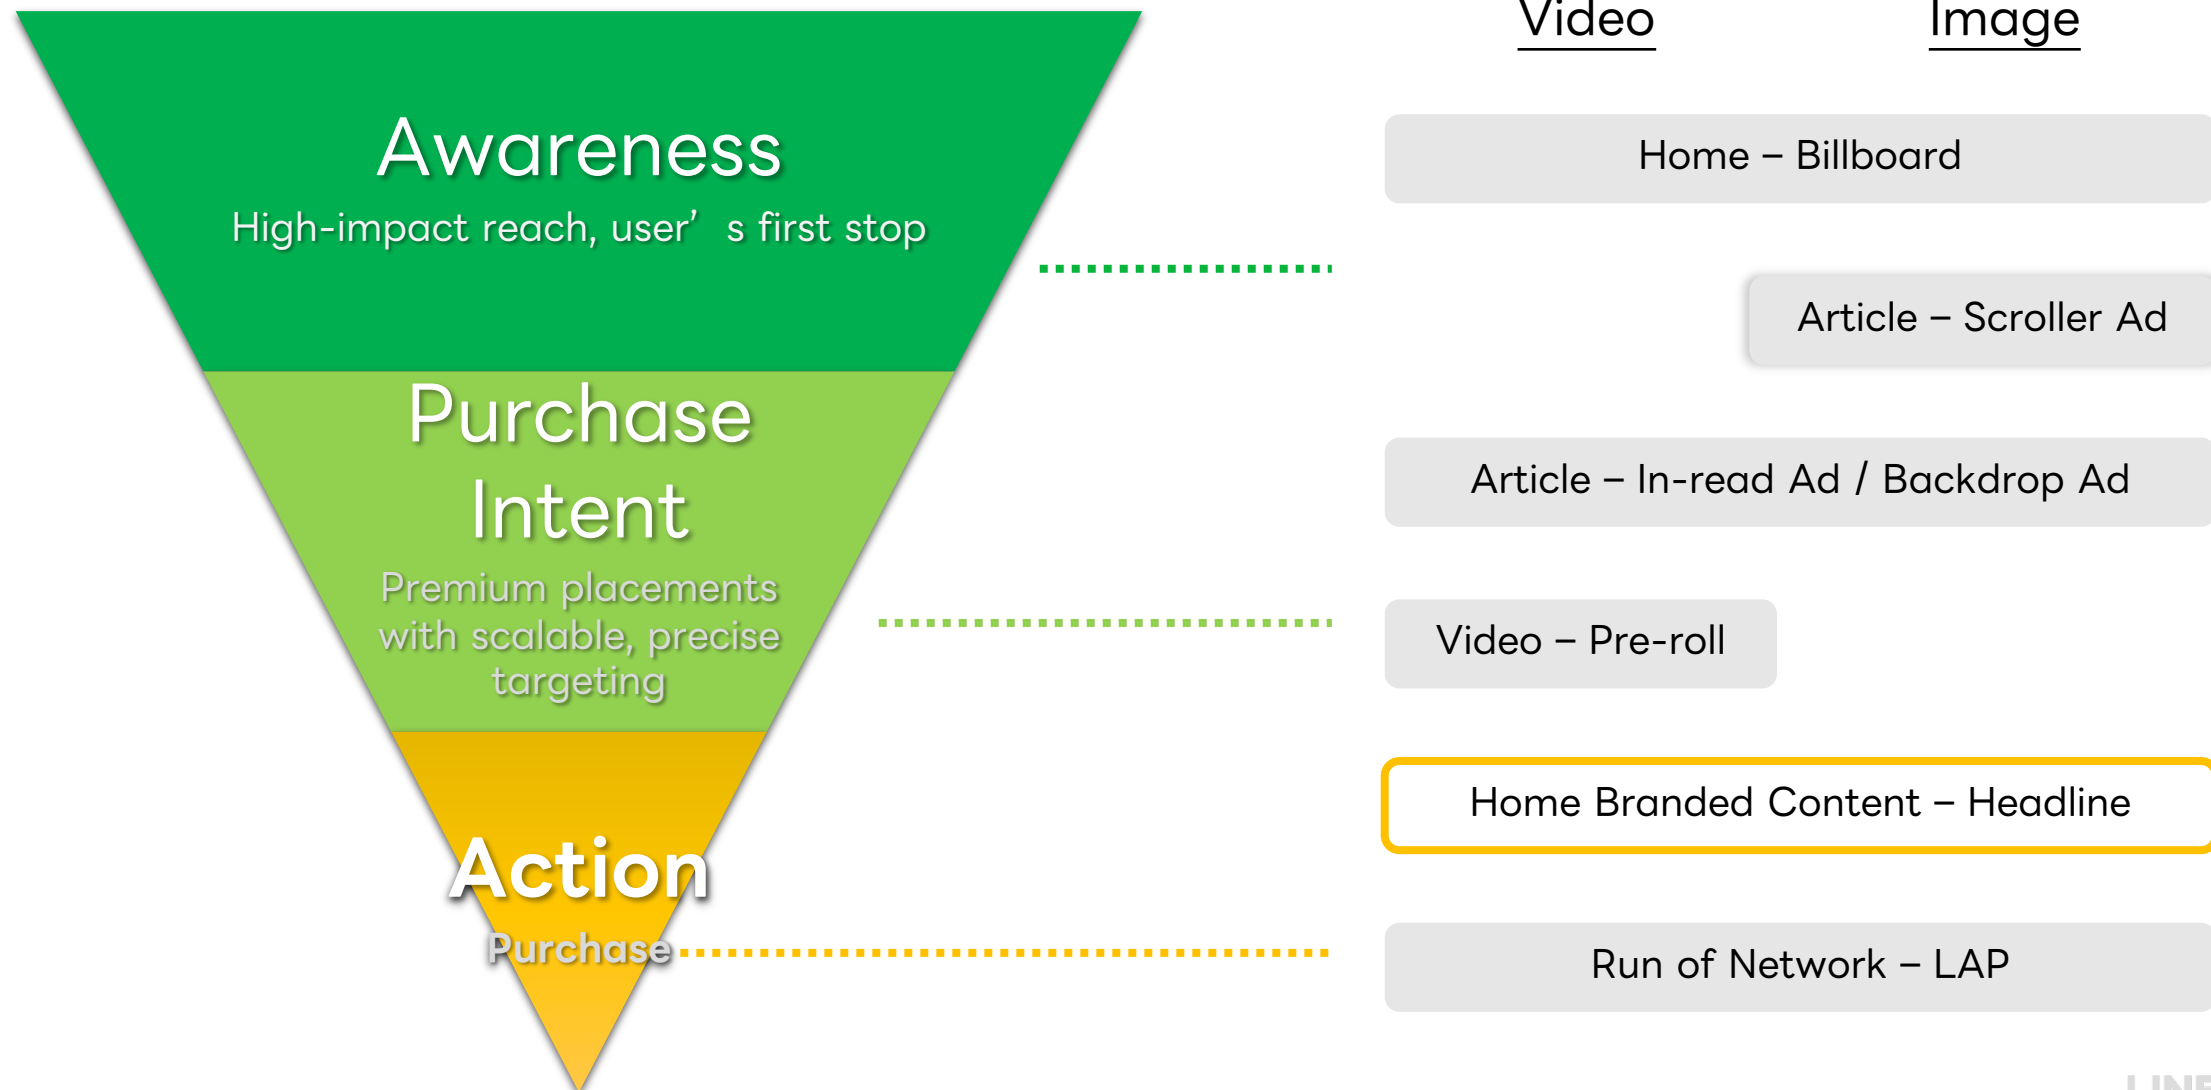 Video
Image
Awareness
High-impact reach, user’s first stop
Home – Billboard
Article – Scroller Ad
Purchase
Intent
Premium placements
with scalable, precise
targeting
Article – In-read Ad / Backdrop Ad
Video – Pre-roll
Action
Purchase
Home Branded Content – Headline
Run of Network – LAP